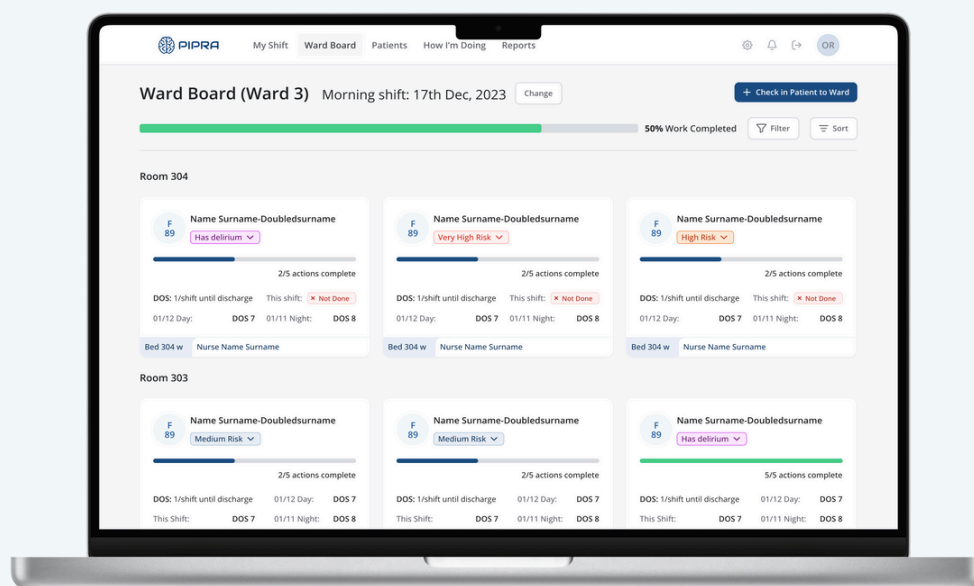 PIPRA My Shift Ward Board Patients How I'm Doing Reports OR
Ward Board (Ward 3) Morning shift: 17th Dec, 2023 Change + Check in Patient to Ward
50% Work Completed Filter Sort
Room 304
F 89 Name Surname-Doubledsurname
Has delirium
2/5 actions complete
DOS: 1/shift until discharge This shift: × Not Done
01/12 Day: DOS 7 01/11 Night: DOS 8
Bed 304 w Nurse Name Surname
F 89 Name Surname-Doubledsurname
Very High Risk
2/5 actions complete
DOS: 1/shift until discharge This shift: × Not Done
01/12 Day: DOS 7 01/11 Night: DOS 8
Bed 304 w Nurse Name Surname
F 89 Name Surname-Doubledsurname
High Risk
2/5 actions complete
DOS: 1/shift until discharge This shift: × Not Done
01/12 Day: DOS 7 01/11 Night: DOS 8
Bed 304 w Nurse Name Surname
Room 303
F 89 Name Surname-Doubledsurname
Medium Risk
2/5 actions complete
DOS: 1/shift until discharge 01/12 Day: DOS 7
This Shift: DOS 7 01/11 Night: DOS 8
F 89 Name Surname-Doubledsurname
Medium Risk
2/5 actions complete
DOS: 1/shift until discharge 01/12 Day: DOS 7
This Shift: DOS 7 01/11 Night: DOS 8
F 89 Name Surname-Doubledsurname
Has delirium
5/5 actions complete
DOS: 1/shift until discharge 01/12 Day: DOS 7
This Shift: DOS 7 01/11 Night: DOS 8